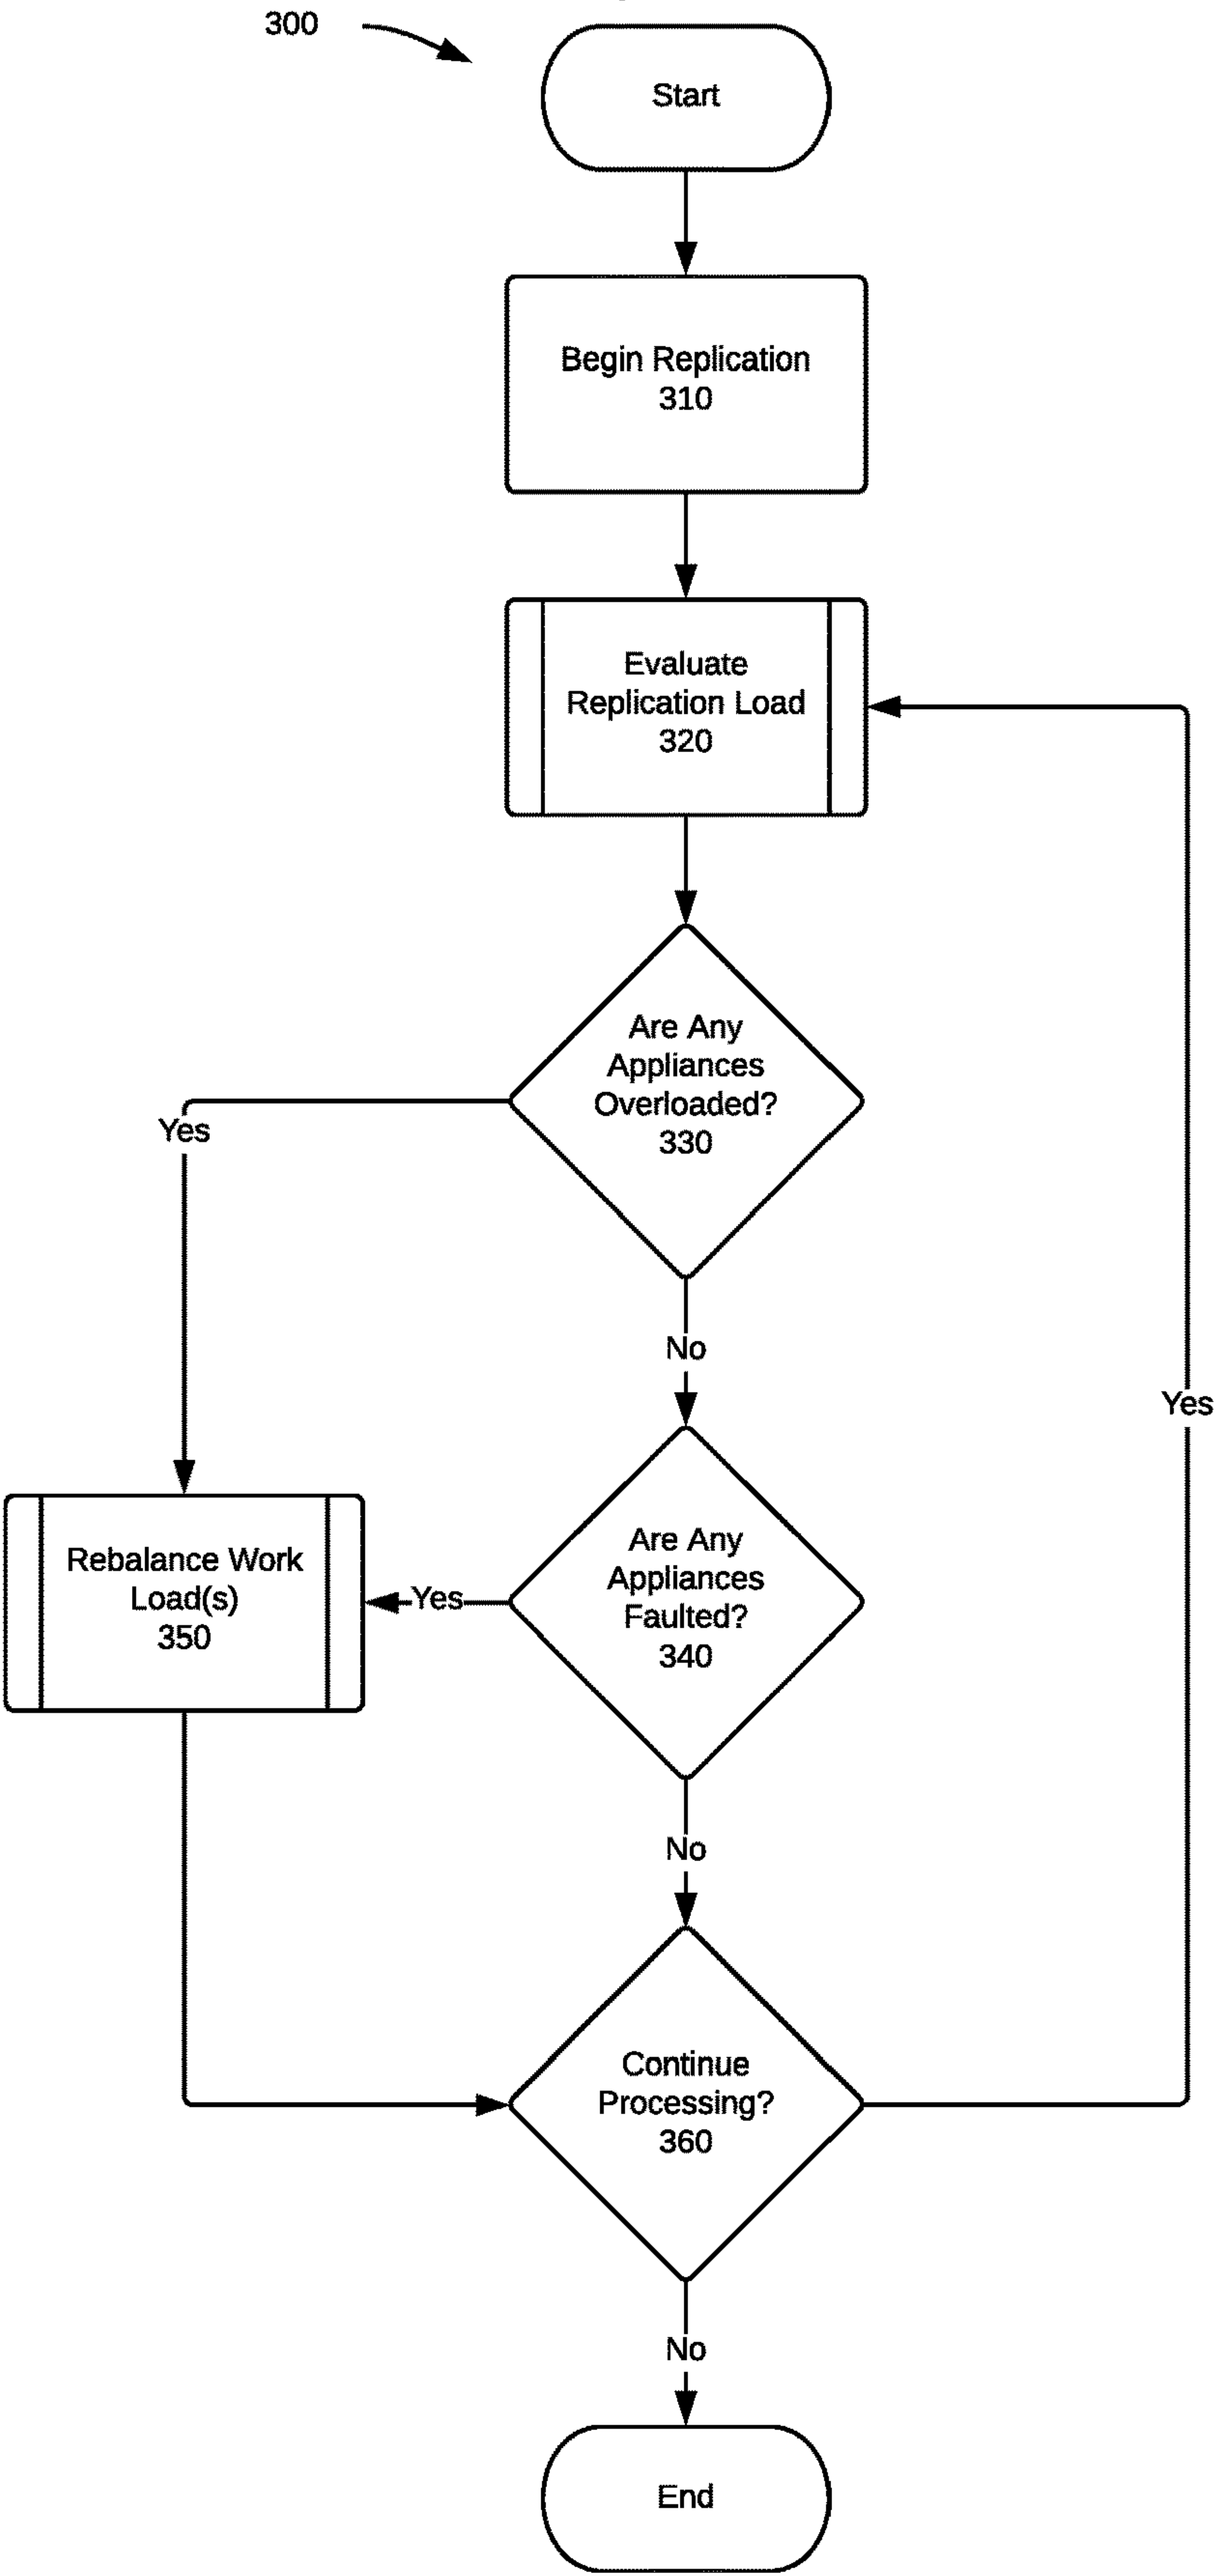 300
Start
Begin Replication
310
Evaluate
Replication Load
320
Are Any
Appliances
Overloaded?
330
Yes
No
Yes
Are Any
Appliances
Faulted?
340
Yes
Rebalance Work
Load(s)
350
No
Continue
Processing?
360
No
End